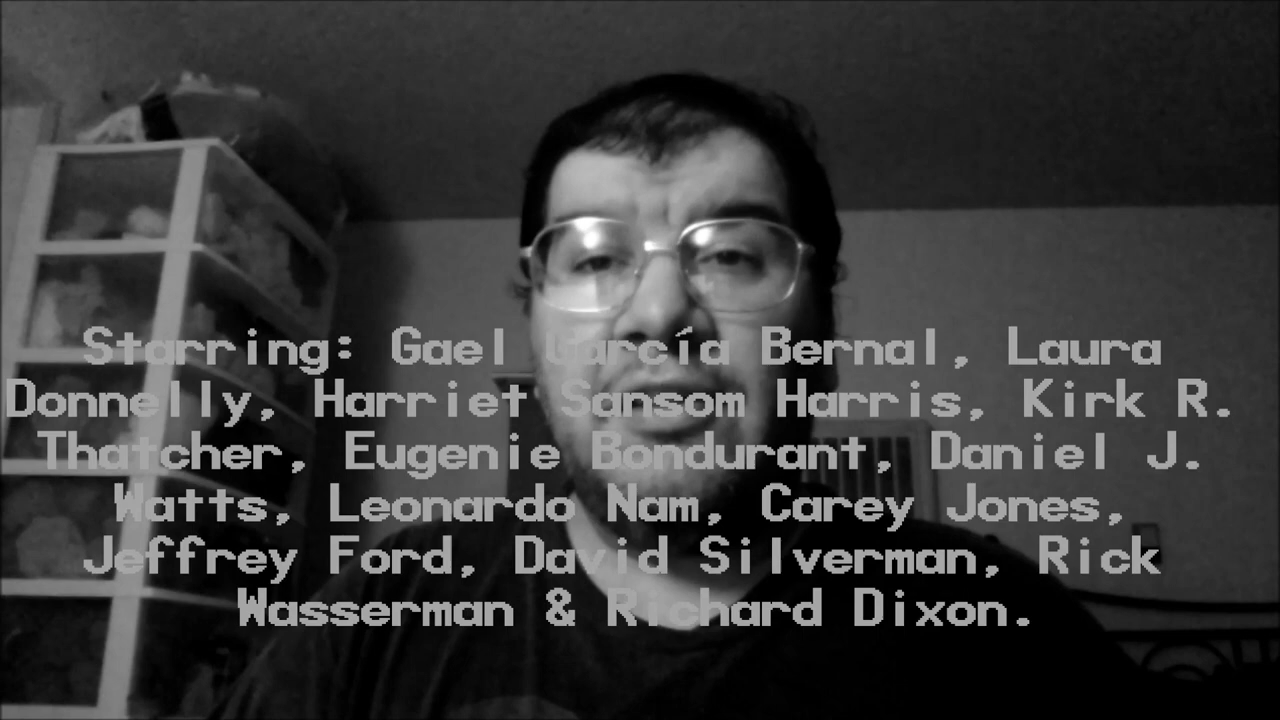 Starring: Gael García Bernal, Laura
Donnelly, Harriet Sansom Harris, Kirk R.
Thatcher, Eugenie Bondurant, Daniel J.
Watts, Leonardo Nam, Carey Jones,
Jeffrey Ford, David Silverman, Rick
Wasserman & Richard Dixon.